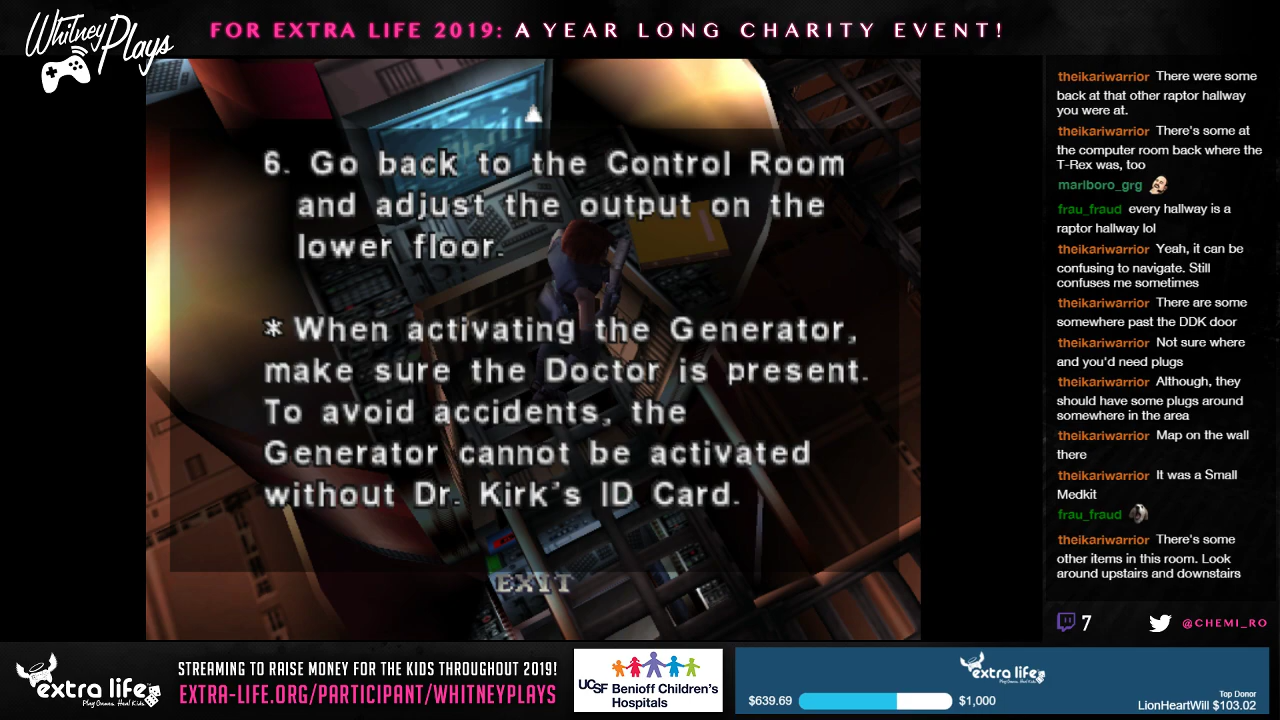 WhitneyPlays
FOR EXTRA LIFE 2019: A YEAR LONG CHARITY EVENT!
6. Go back to the Control Room
and adjust the output on the
lower floor.
* When activating the Generator,
make sure the Doctor is present.
To avoid accidents, the
Generator cannot be activated
without Dr. Kirk's ID Card.
EXIT
theikariwarrior There were some
back at that other raptor hallway
you were at.
theikariwarrior There's some at
the computer room back where the
T-Rex was, too
marlboro_grg
frau_fraud every hallway is a
raptor hallway lol
theikariwarrior Yeah, it can be
confusing to navigate. Still
confuses me sometimes
theikariwarrior There are some
somewhere past the DDK door
theikariwarrior Not sure where
and you'd need plugs
theikariwarrior Although, they
should have some plugs around
somewhere in the area
theikariwarrior Map on the wall
there
theikariwarrior It was a Small
Medkit
frau_fraud
theikariwarrior There's some
other items in this room. Look
around upstairs and downstairs
7
@CHEMI_RO
extra life
Play Games. Heal Kids.
STREAMING TO RAISE MONEY FOR THE KIDS THROUGHOUT 2019!
EXTRA-LIFE.ORG/PARTICIPANT/WHITNEYPLAYS
UCSF Benioff Children's
Hospitals
extra life
Play Games. Heal Kids.
$639.69
$1,000
Top Donor
LionHeartWill $103.02